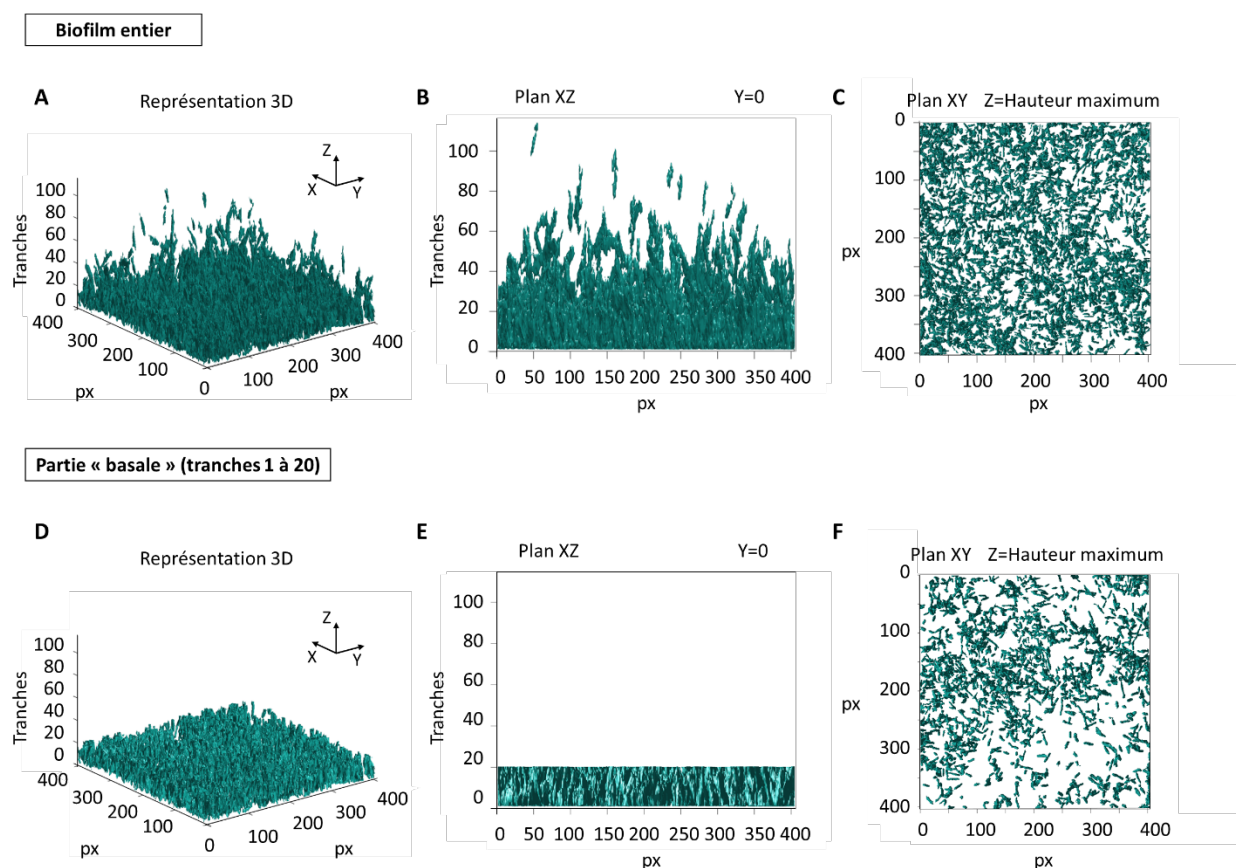 Biofilm entier
A
Représentation 3D
Z
X
Y
Tranches
100
80
60
40
20
0
400
300
200
100
0
100
200
300
400
px
px
B
Plan XZ
Y=0
Tranches
100
80
60
40
20
0
0
50
100
150
200
250
300
350
400
px
C
Plan XY
Z=Hauteur maximum
px
0
100
200
300
400
0
100
200
300
400
px
Partie « basale » (tranches 1 à 20)
D
Représentation 3D
Z
X
Y
Tranches
100
80
60
40
20
0
400
300
200
100
0
100
200
300
400
px
px
E
Plan XZ
Y=0
Tranches
100
80
60
40
20
0
0
50
100
150
200
250
300
350
400
px
F
Plan XY
Z=Hauteur maximum
px
0
100
200
300
400
0
100
200
300
400
px